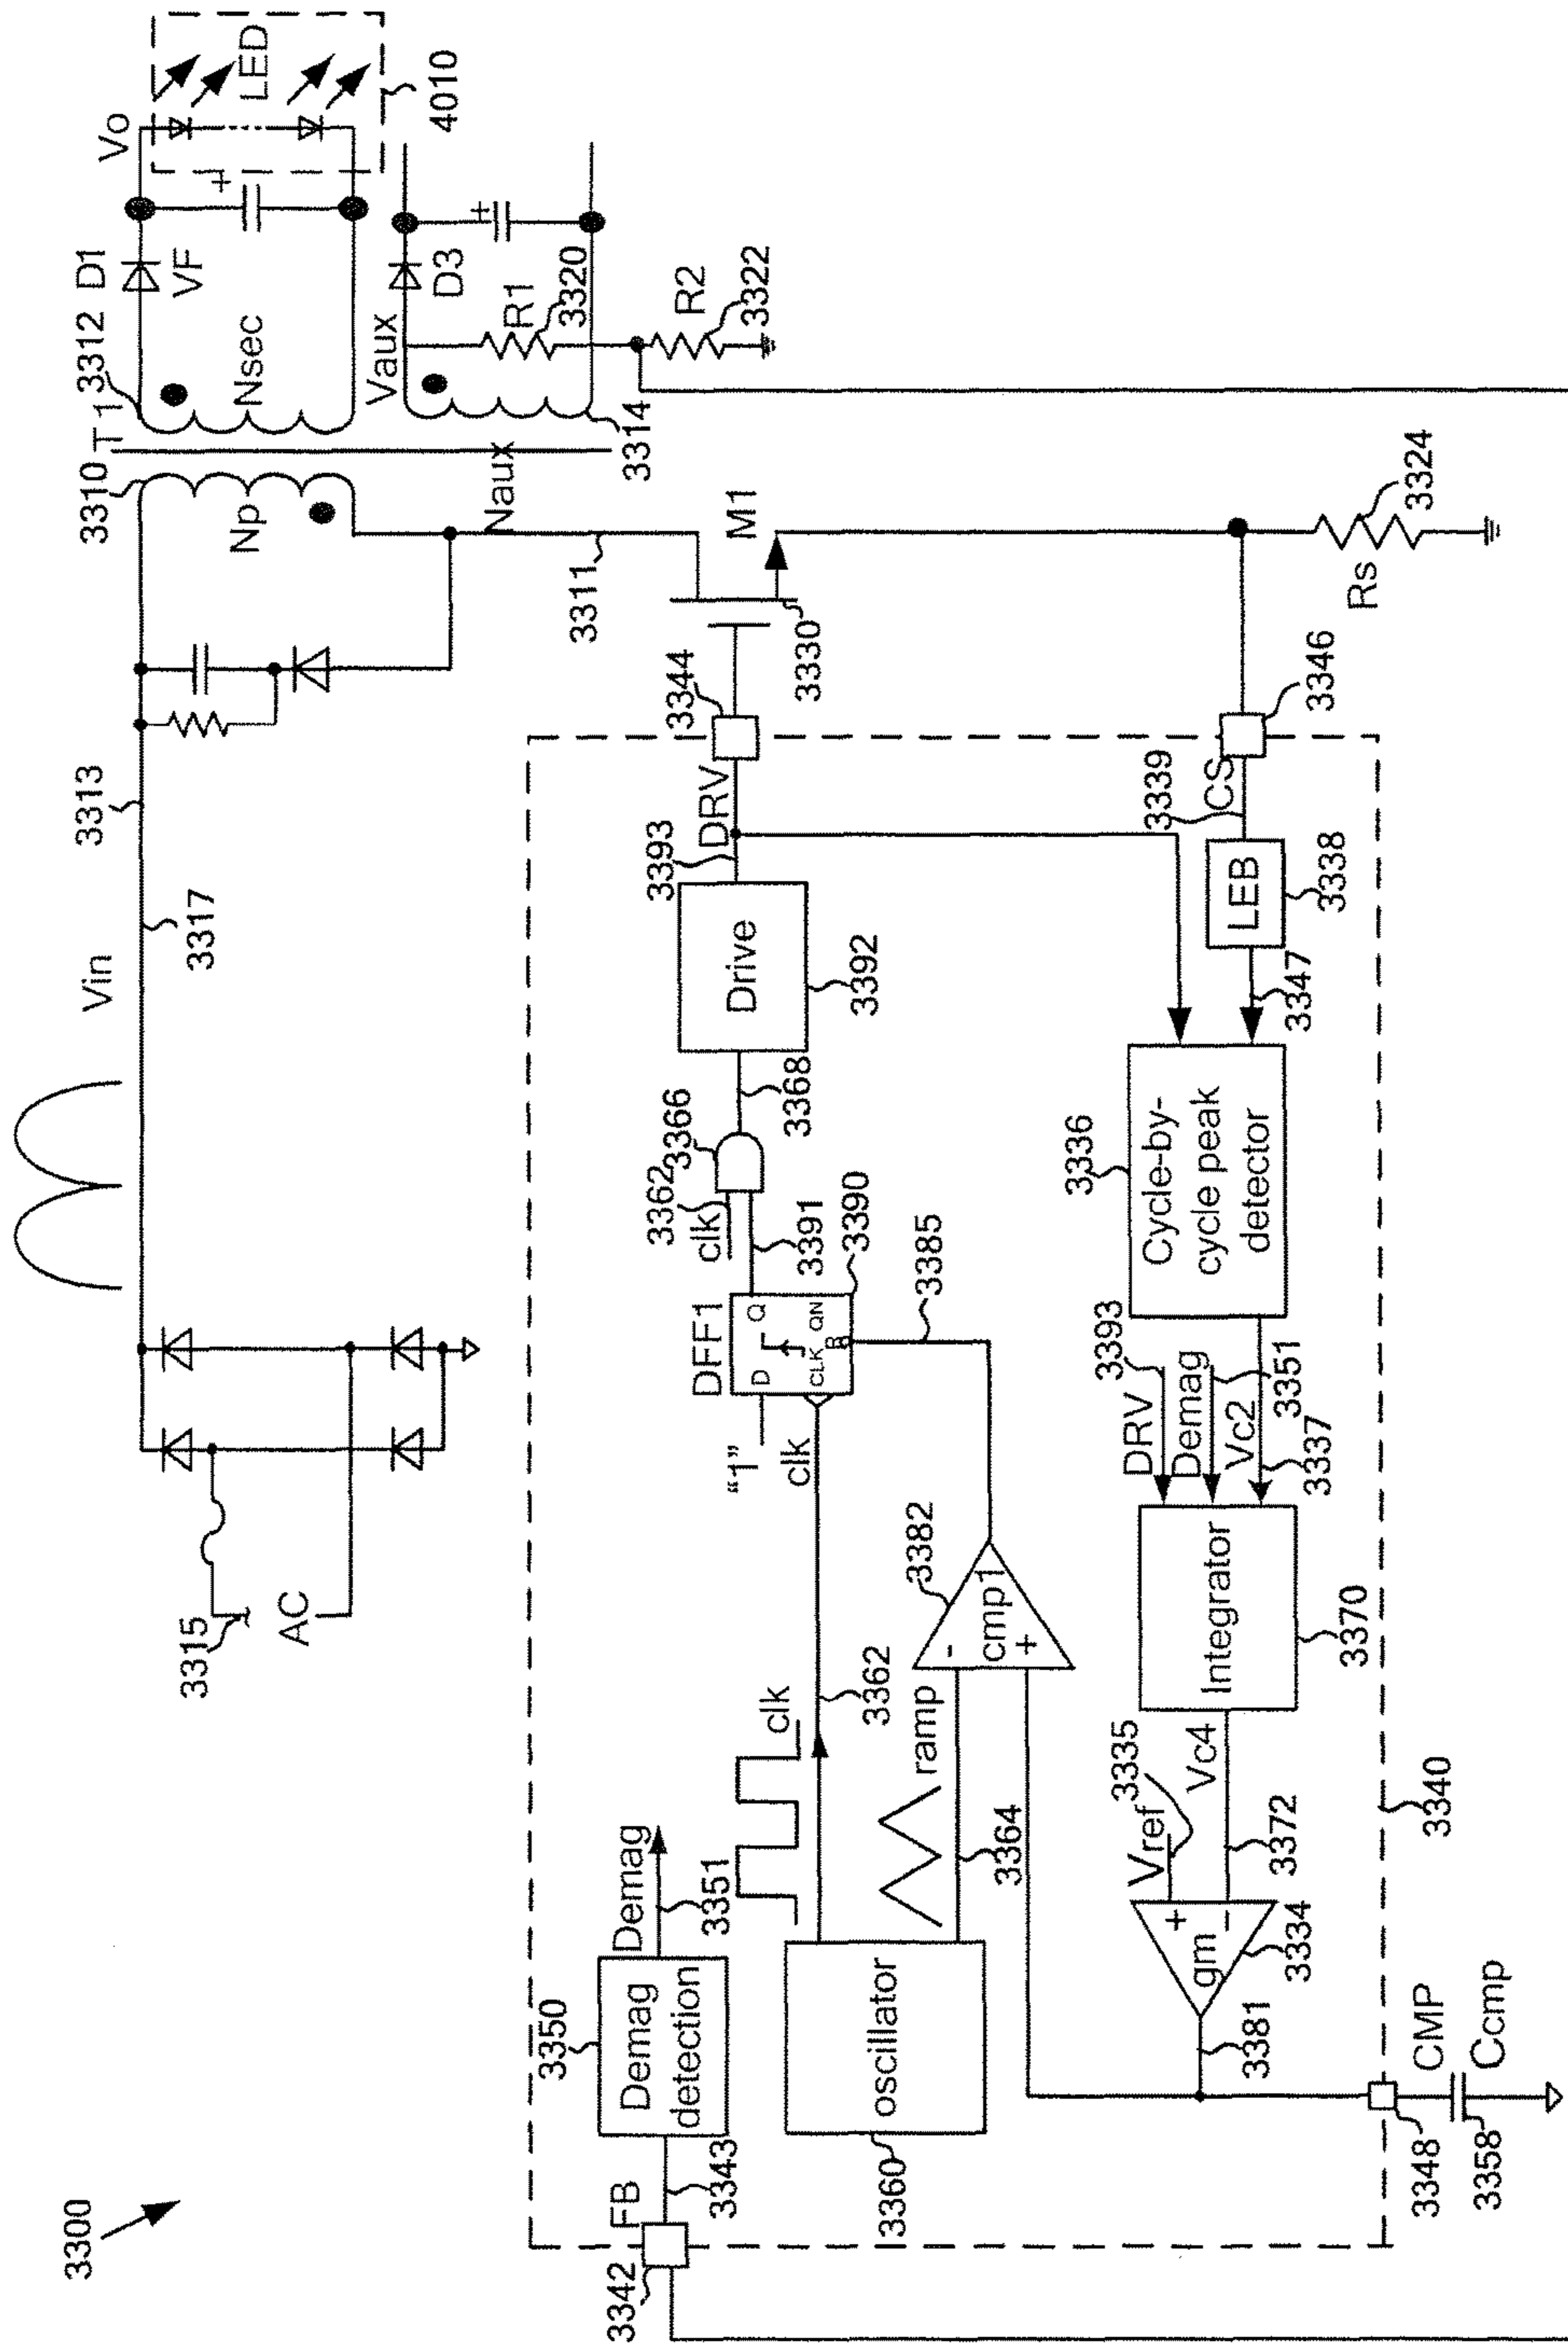 3300
3315
AC
Vin
3317
3313
3310
Np
T1
3312
Nsec
D1
VF
Vo
LED
4010
Vaux
D3
R1
3320
R2
3322
3314
Naux
3311
M1
3330
3344
DRV
3393
Drive
3392
3368
3366
3362
clk
3391
3390
DFF1
D
Q
CLK
QN
R
"1"
clk
3385
3362
clk
3382
cmp1
-
+
ramp
3364
oscillator
3360
Demag
3351
3350
Demag
detection
3343
FB
3342
3324
Rs
3346
3339
CS
LEB
3338
3347
3336
Cycle-by-
cycle peak
detector
3393
DRV
Demag
3351
Vc2
3337
Integrator
3370
3335
Vref
Vc4
3372
+
-
gm
3334
3381
3340
3348
CMP
3358
Ccmp
+
+